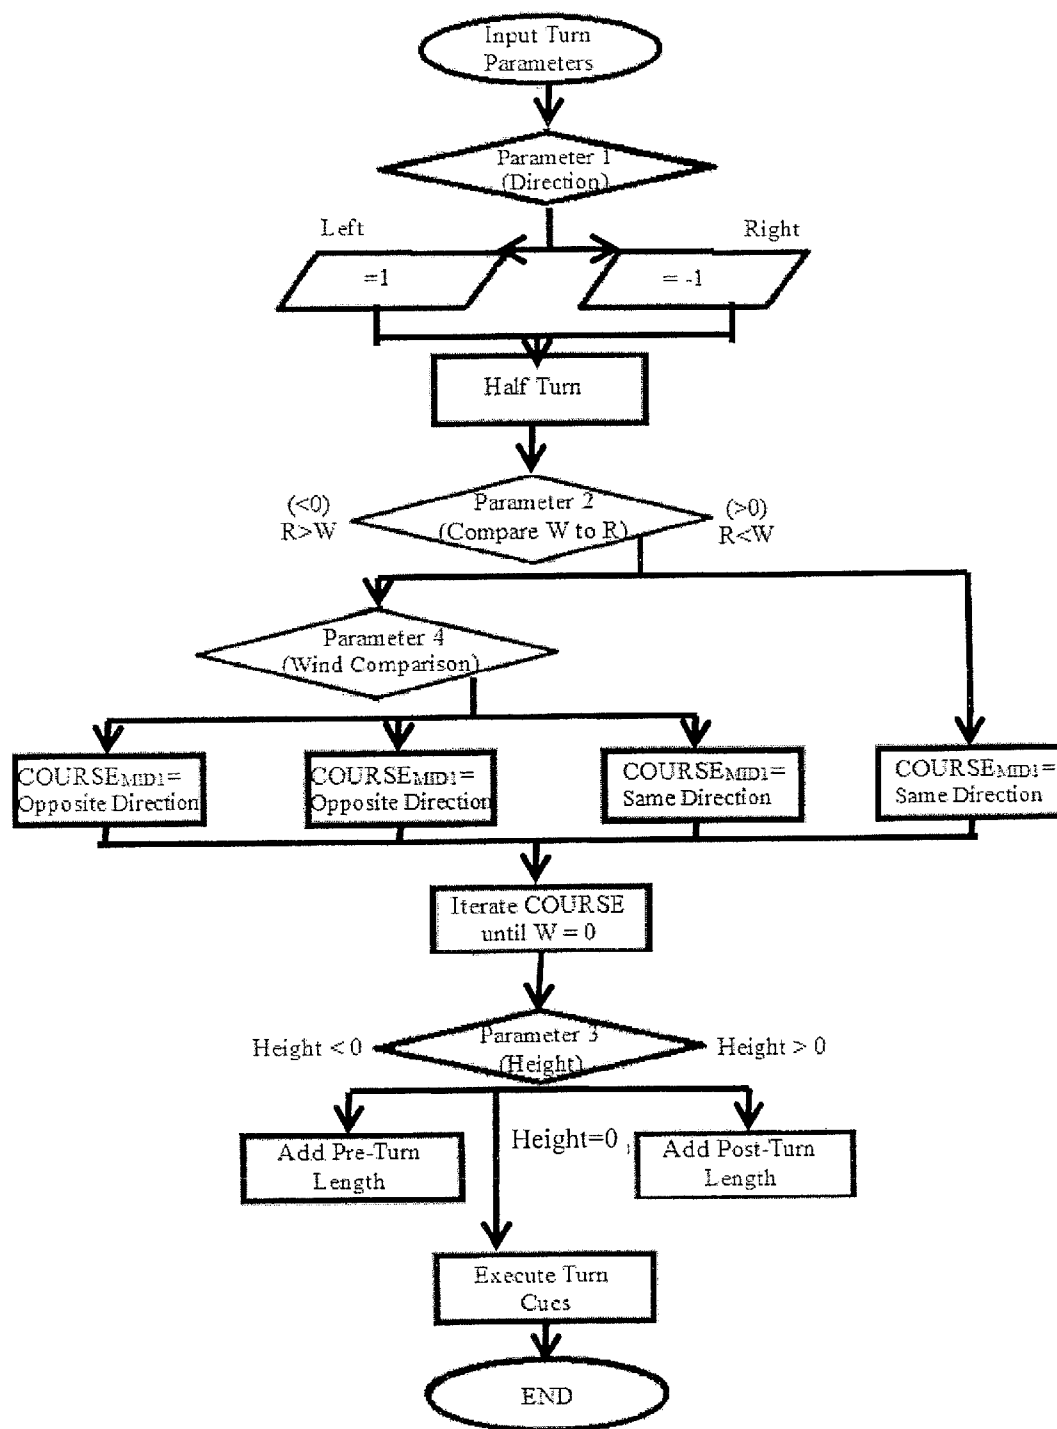 Input Turn
Parameters
Parameter 1
(Direction)
Left
Right
=1
= -1
Half Turn
(<0)
R>W
Parameter 2
(Compare W to R)
(>0)
R<W
Parameter 4
(Wind Comparison)
COURSEMID1=
Opposite Direction
COURSEMID1=
Opposite Direction
COURSEMID1=
Same Direction
COURSEMID1=
Same Direction
Iterate COURSE
until W = 0
Height < 0
Parameter 3
(Height)
Height > 0
Add Pre-Turn
Length
Height=0
Add Post-Turn
Length
Execute Turn
Cues
END